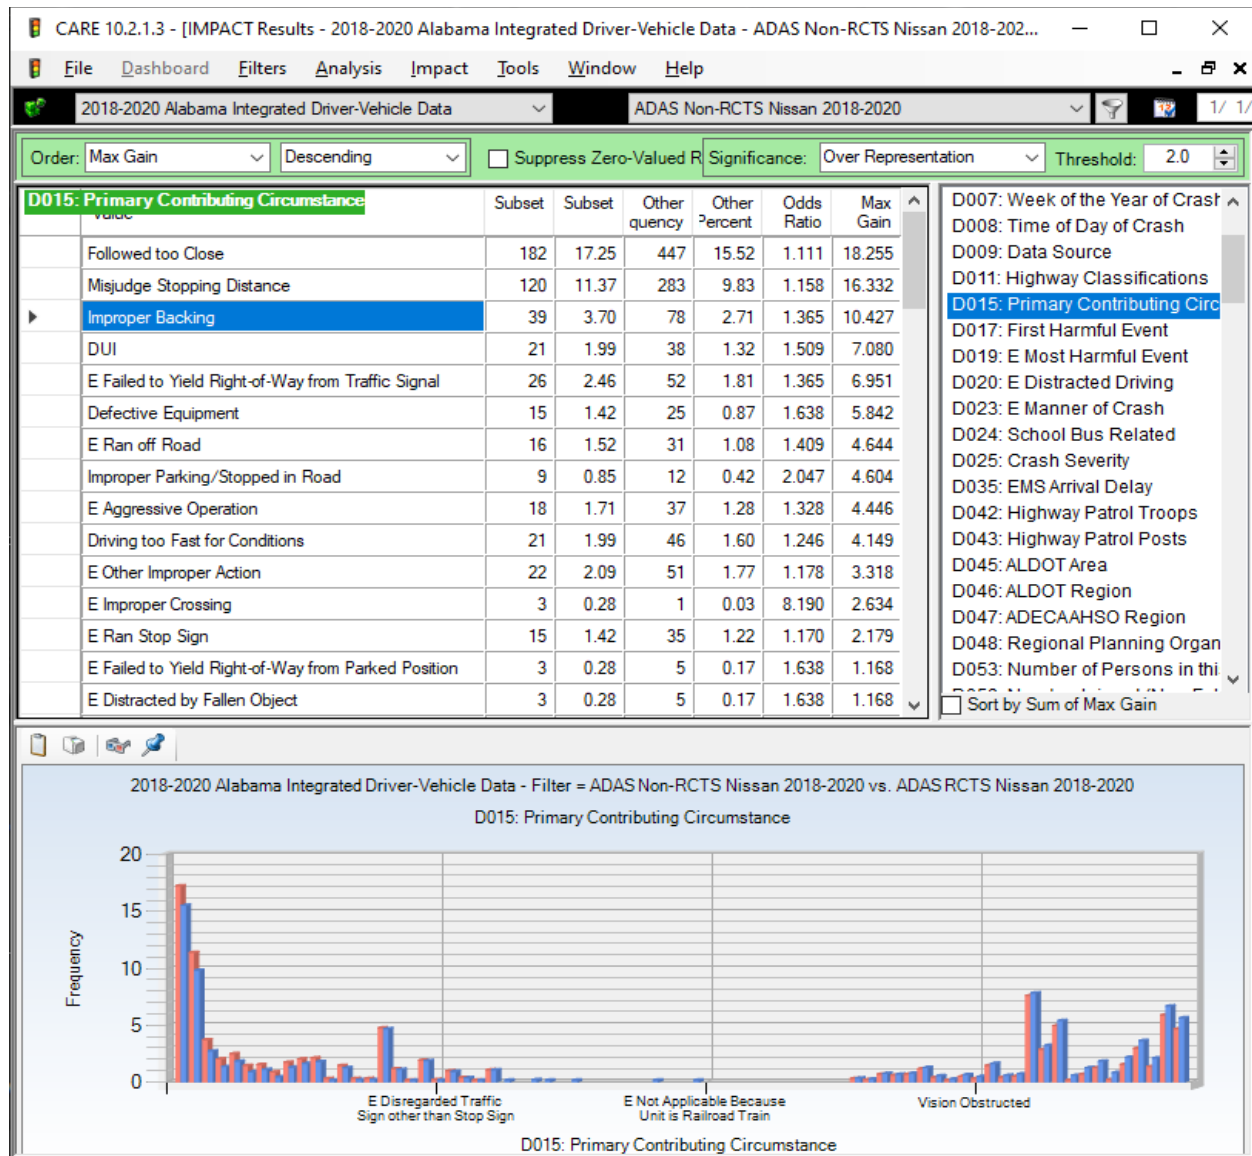 CARE 10.2.1.3 - [IMPACT Results - 2018-2020 Alabama Integrated Driver-Vehicle Data - ADAS Non-RCTS Nissan 2018-202...
File Dashboard Filters Analysis Impact Tools Window Help
2018-2020 Alabama Integrated Driver-Vehicle Data ADAS Non-RCTS Nissan 2018-2020 1/ 1/
Order: Max Gain Descending Suppress Zero-Valued R Significance: Over Representation Threshold: 2.0
D015: Primary Contributing Circumstance Subset Subset Other quency Other Percent Odds Ratio Max Gain
Followed too Close 182 17.25 447 15.52 1.111 18.255
Misjudge Stopping Distance 120 11.37 283 9.83 1.158 16.332
Improper Backing 39 3.70 78 2.71 1.365 10.427
DUI 21 1.99 38 1.32 1.509 7.080
E Failed to Yield Right-of-Way from Traffic Signal 26 2.46 52 1.81 1.365 6.951
Defective Equipment 15 1.42 25 0.87 1.638 5.842
E Ran off Road 16 1.52 31 1.08 1.409 4.644
Improper Parking/Stopped in Road 9 0.85 12 0.42 2.047 4.604
E Aggressive Operation 18 1.71 37 1.28 1.328 4.446
Driving too Fast for Conditions 21 1.99 46 1.60 1.246 4.149
E Other Improper Action 22 2.09 51 1.77 1.178 3.318
E Improper Crossing 3 0.28 1 0.03 8.190 2.634
E Ran Stop Sign 15 1.42 35 1.22 1.170 2.179
E Failed to Yield Right-of-Way from Parked Position 3 0.28 5 0.17 1.638 1.168
E Distracted by Fallen Object 3 0.28 5 0.17 1.638 1.168
D007: Week of the Year of Crash
D008: Time of Day of Crash
D009: Data Source
D011: Highway Classifications
D015: Primary Contributing Circ
D017: First Harmful Event
D019: E Most Harmful Event
D020: E Distracted Driving
D023: E Manner of Crash
D024: School Bus Related
D025: Crash Severity
D035: EMS Arrival Delay
D042: Highway Patrol Troops
D043: Highway Patrol Posts
D045: ALDOT Area
D046: ALDOT Region
D047: ADECAAHSO Region
D048: Regional Planning Organ
D053: Number of Persons in thi
Sort by Sum of Max Gain
2018-2020 Alabama Integrated Driver-Vehicle Data - Filter = ADAS Non-RCTS Nissan 2018-2020 vs. ADAS RCTS Nissan 2018-2020
D015: Primary Contributing Circumstance
20
15
10
5
0
Frequency
E Disregarded Traffic
Sign other than Stop Sign
E Not Applicable Because
Unit is Railroad Train
Vision Obstructed
D015: Primary Contributing Circumstance